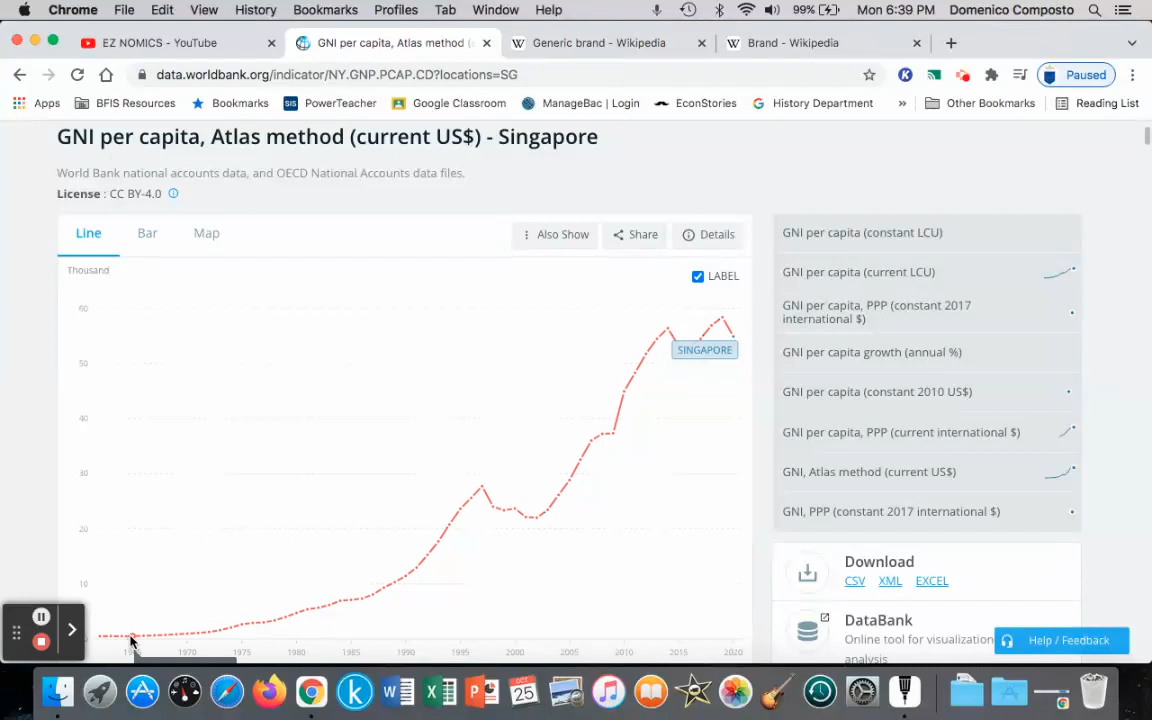 Chrome File Edit View History Bookmarks Profiles Tab Window Help 99% Mon 6:39 PM Domenico Composto
EZ NOMICS - YouTube GNI per capita, Atlas method ( Generic brand - Wikipedia Brand - Wikipedia
data.worldbank.org/indicator/NY.GNP.PCAP.CD?locations=SG Paused
Apps BFIS Resources Bookmarks SIS PowerTeacher Google Classroom ManageBac | Login EconStories History Department » Other Bookmarks Reading List
GNI per capita, Atlas method (current US$) - Singapore
World Bank national accounts data, and OECD National Accounts data files.
License : CC BY-4.0
Line Bar Map Also Show Share Details
Thousand
LABEL
60
50
40
30
20
10
SINGAPORE
1970 1975 1980 1985 1990 1995 2000 2005 2010 2015 2020
GNI per capita (constant LCU)
GNI per capita (current LCU)
GNI per capita, PPP (constant 2017
international $)
GNI per capita growth (annual %)
GNI per capita (constant 2010 US$)
GNI per capita, PPP (current international $)
GNI, Atlas method (current US$)
GNI, PPP (constant 2017 international $)
Download
CSV XML EXCEL
DataBank
Online tool for visualization
analysis
Help / Feedback
OCT
25